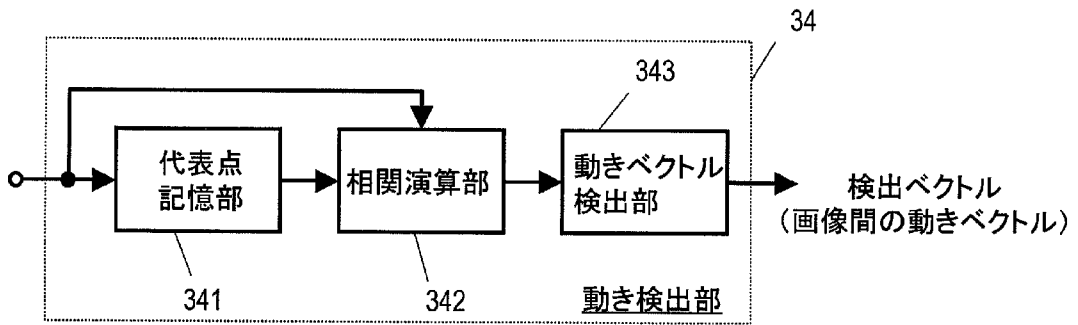 34
343
代表点
記憶部
相関演算部
動きベクトル
検出部
検出ベクトル
(画像間の動きベクトル)
341
342
動き検出部